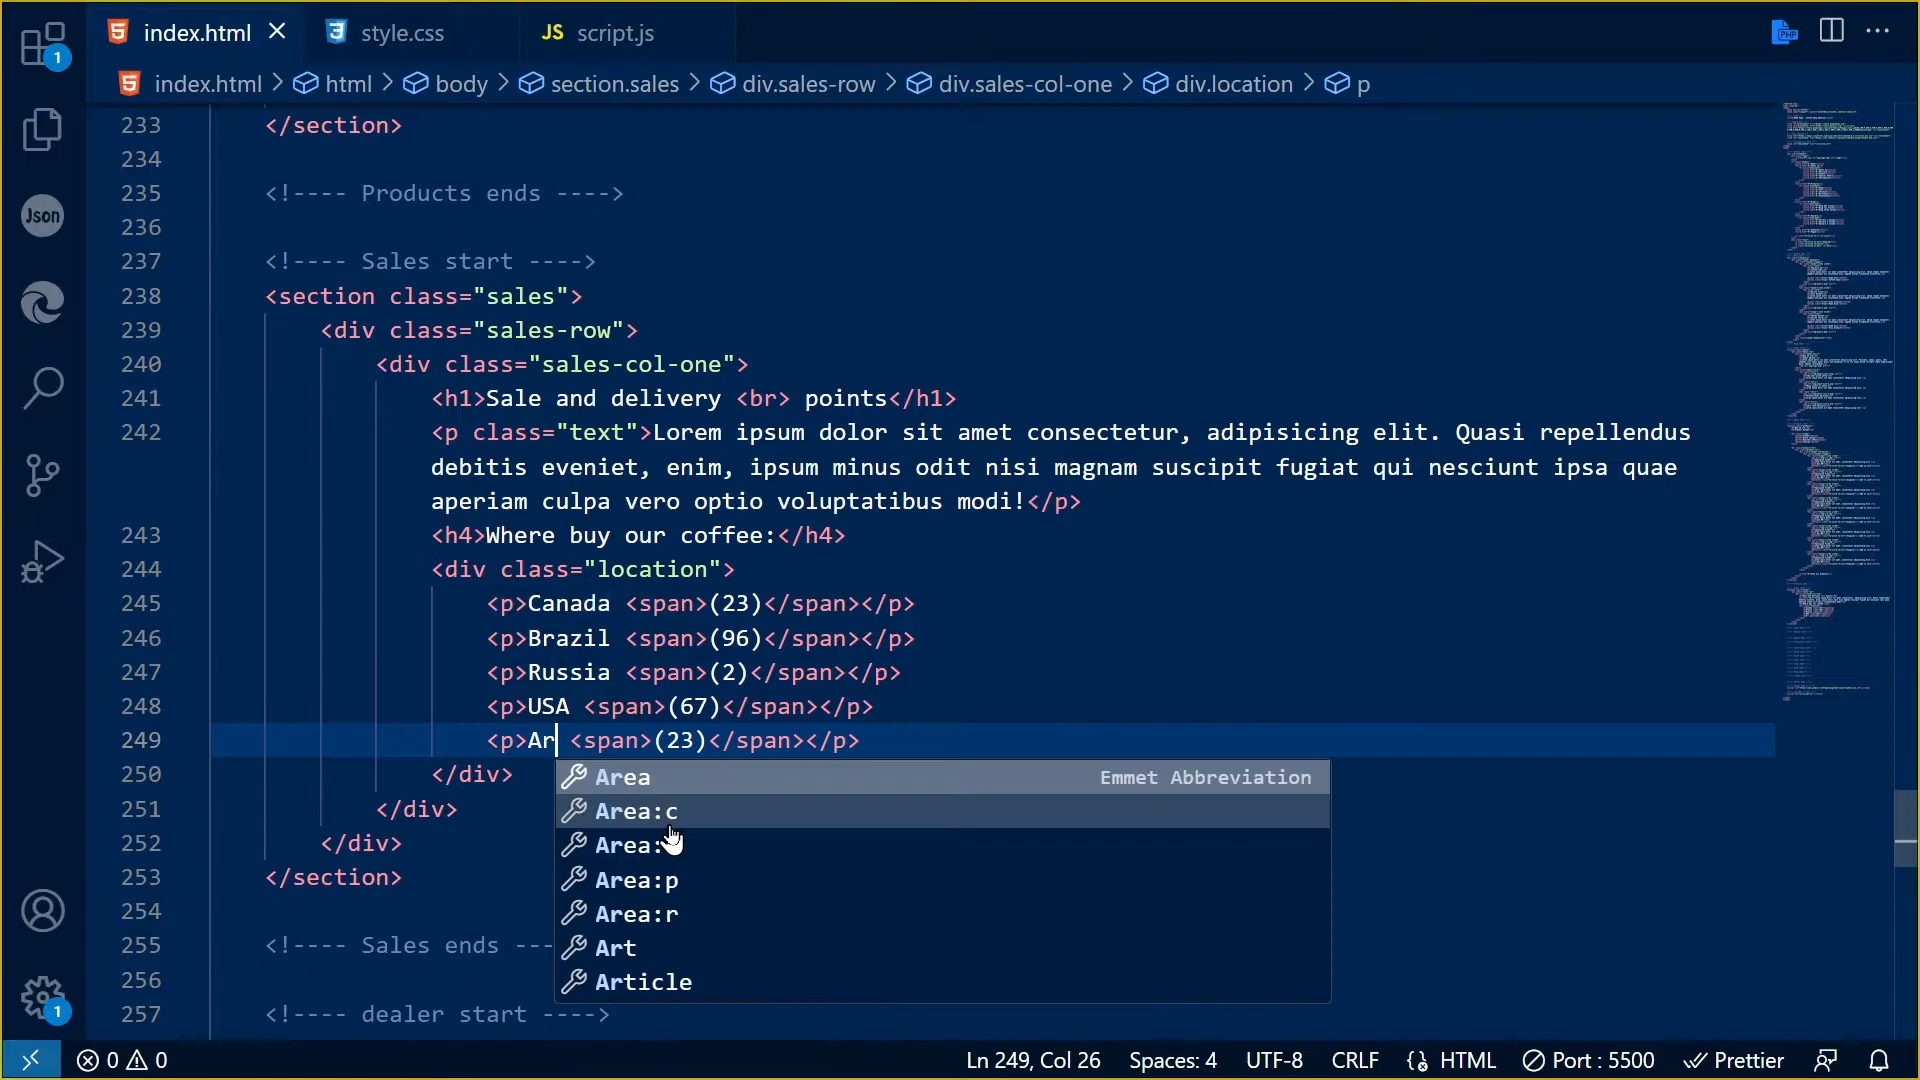 index.html
style.css
JS script.js
1
PHP
index.html > html > body > section.sales > div.sales-row > div.sales-col-one > div.location > p
233 </section>
234
235 <!---- Products ends ---->
236
237 <!---- Sales start ---->
238 <section class="sales">
239 <div class="sales-row">
240 <div class="sales-col-one">
241 <h1>Sale and delivery <br> points</h1>
242 <p class="text">Lorem ipsum dolor sit amet consectetur, adipisicing elit. Quasi repellendus
debitis eveniet, enim, ipsum minus odit nisi magnam suscipit fugiat qui nesciunt ipsa quae
aperiam culpa vero optio voluptatibus modi!</p>
243 <h4>Where buy our coffee:</h4>
244 <div class="location">
245 <p>Canada <span>(23)</span></p>
246 <p>Brazil <span>(96)</span></p>
247 <p>Russia <span>(2)</span></p>
248 <p>USA <span>(67)</span></p>
249 <p>Ar <span>(23)</span></p>
250 </div>
Area Emmet Abbreviation
251 </div>
Area:c
252 </div>
Area:
253 </section>
Area:p
254
Area:r
255 <!---- Sales ends ---
Art
256
Article
257 <!---- dealer start ---->
Json
1
0 0
Ln 249, Col 26 Spaces: 4 UTF-8 CRLF HTML Port : 5500 Prettier